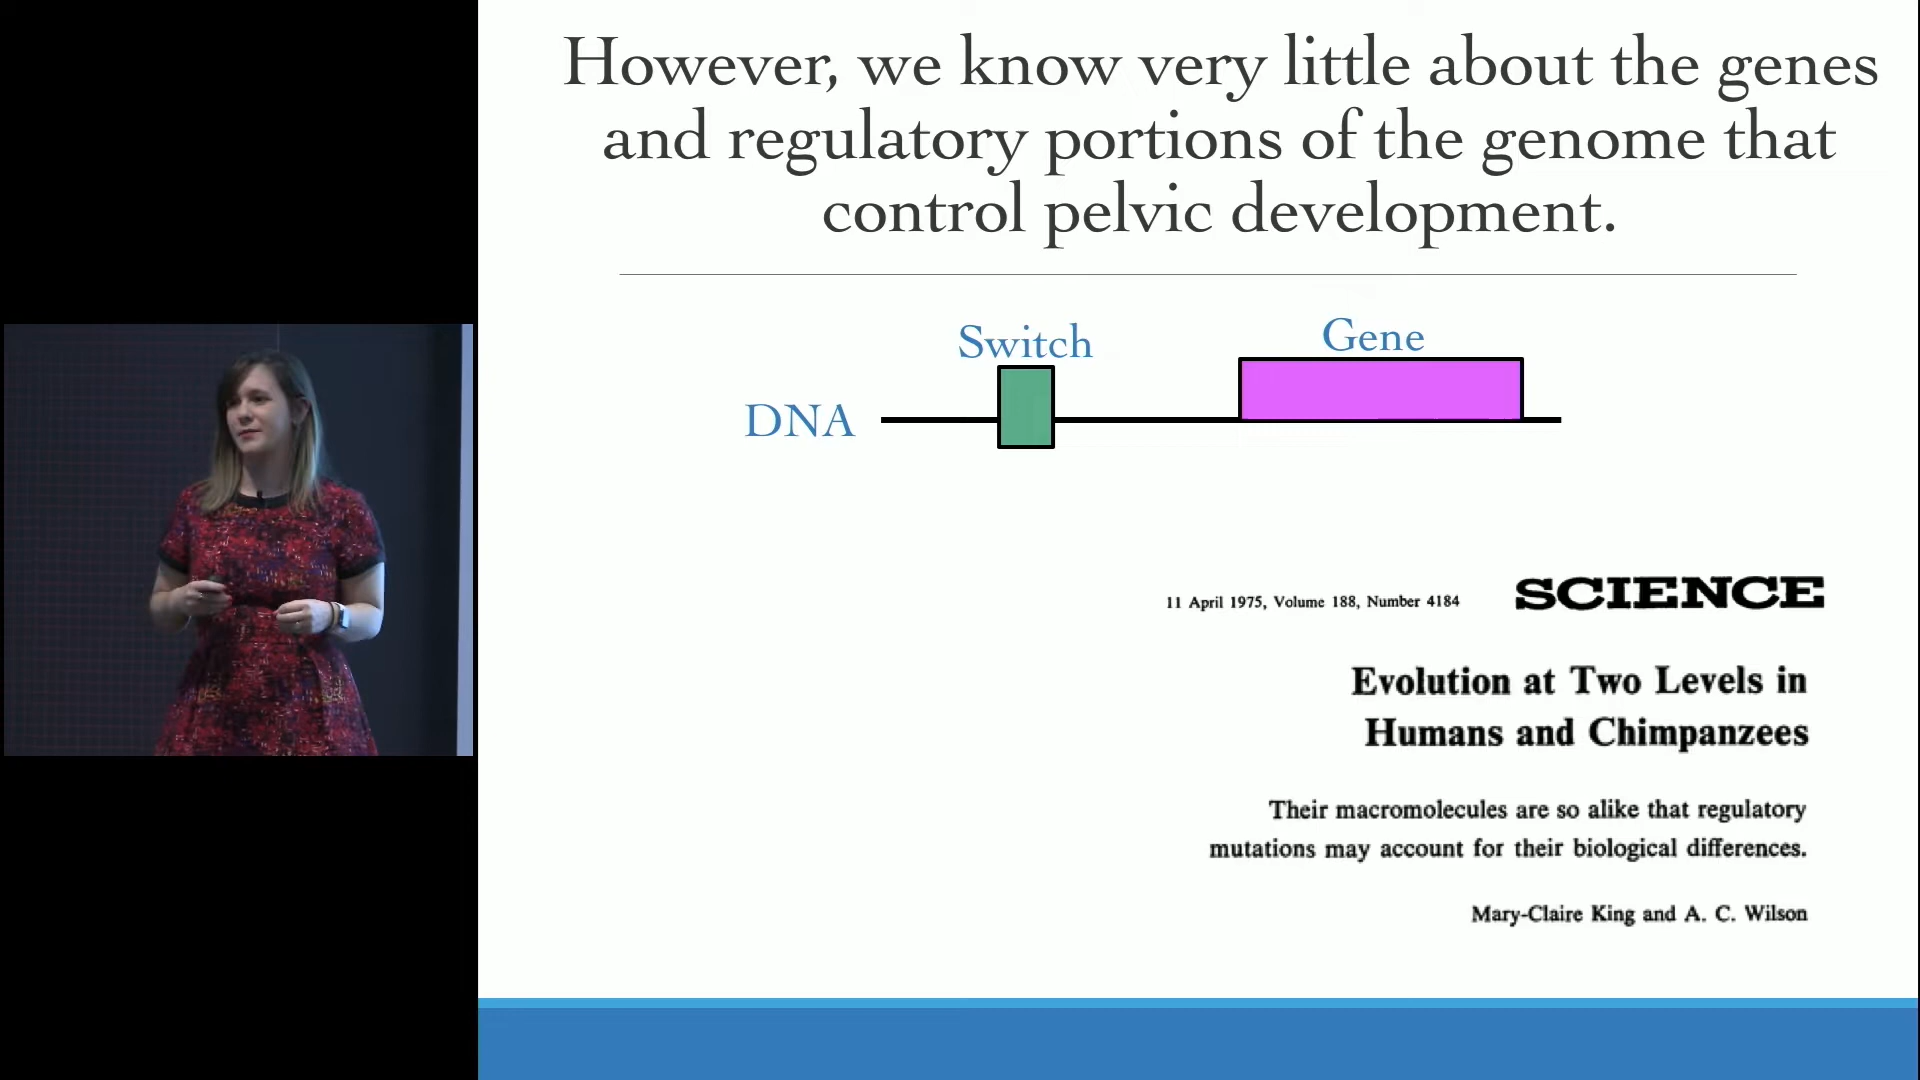 However, we know very little about the genes
and regulatory portions of the genome that
control pelvic development.
Switch
Gene
DNA
11 April 1975, Volume 188, Number 4184
SCIENCE
Evolution at Two Levels in
Humans and Chimpanzees
Their macromolecules are so alike that regulatory
mutations may account for their biological differences.
Mary-Claire King and A. C. Wilson